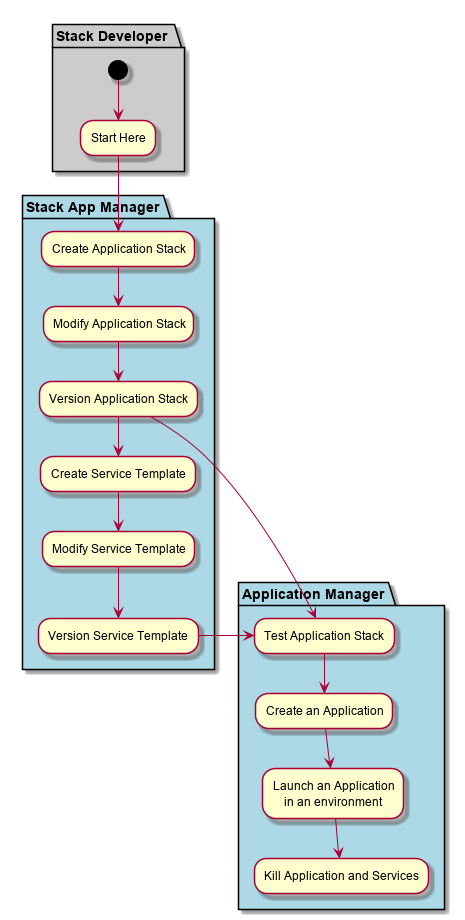 Stack Developer
Start Here
Stack App Manager
Create Application Stack
Modify Application Stack
Version Application Stack
Create Service Template
Modify Service Template
Version Service Template
Application Manager
Test Application Stack
Create an Application
Launch an Application
in an environment
Kill Application and Services